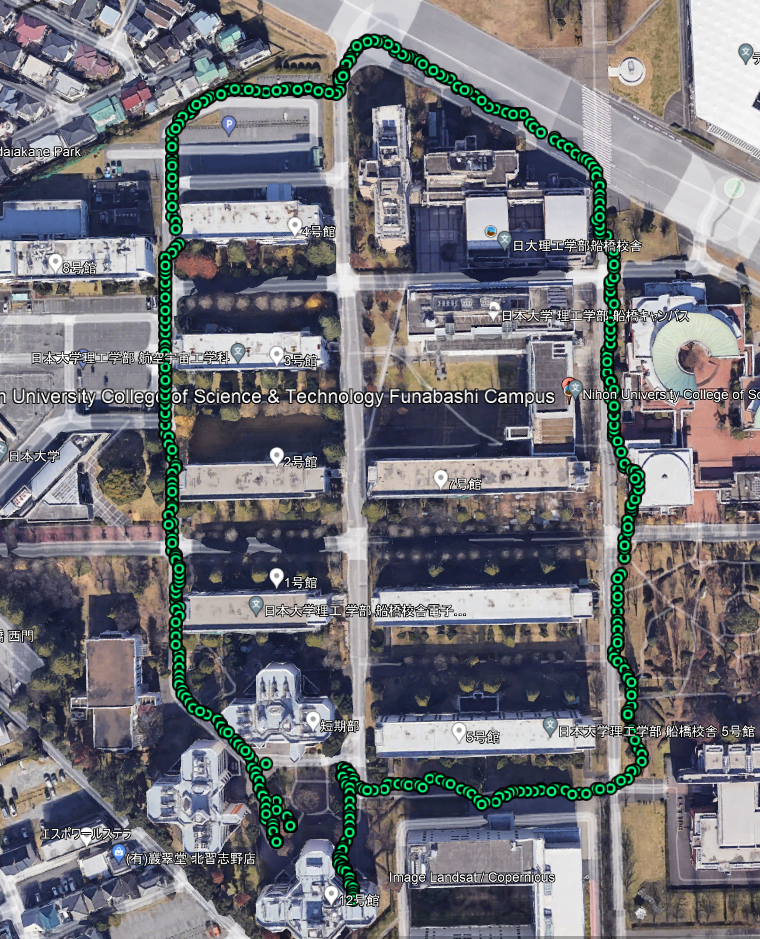 P
テ
daiakane Park
4号館
日大理工学部船橋校舎
8号館
日本大学 理工学部 船橋キャンパス
日本大学理工学部 航空宇宙工学科
3号館
n University College of Science & Technology Funabashi Campus
Nihon University College of Sc
日本大学
2号館
7号館
1号館
日本大学理工学部 船橋校舎電子...
西門
短期部
5号館
日本大学理工学部 船橋校舎 5号館
エスポワールステラ
(有)巌翠堂 北習志野店
Image Landsat / Copernicus
12号館